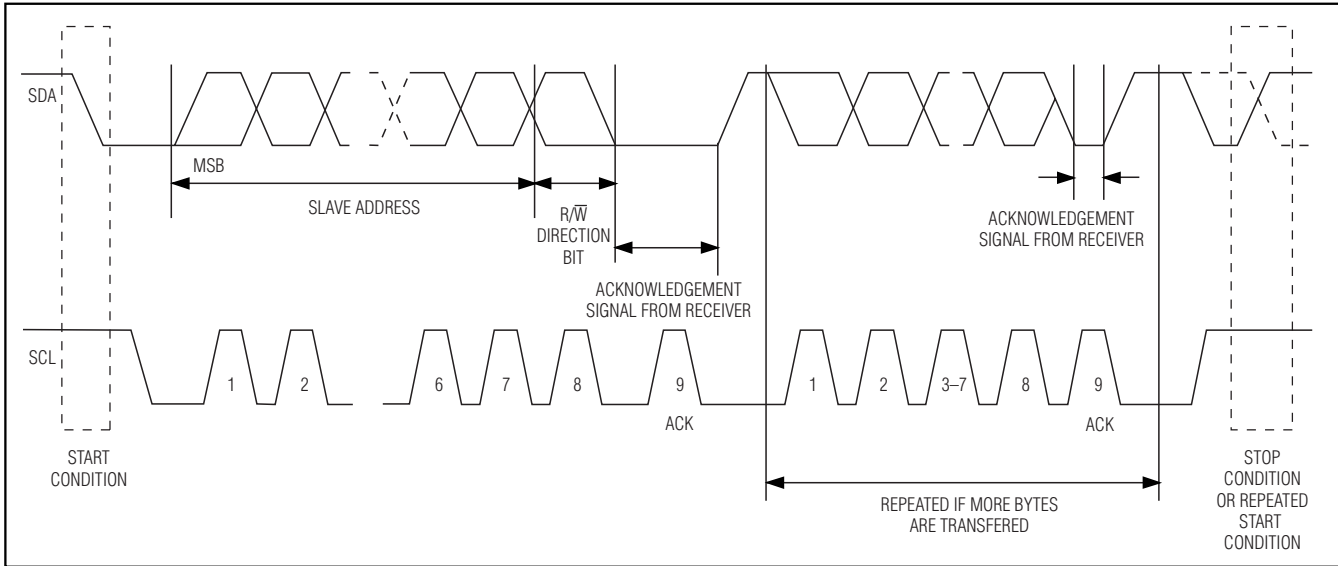 SDA
MSB
SLAVE ADDRESS
R/W̅
DIRECTION
BIT
ACKNOWLEDGEMENT
SIGNAL FROM RECEIVER
ACKNOWLEDGEMENT
SIGNAL FROM RECEIVER
SCL
1
2
6
7
8
9
1
2
3–7
8
9
ACK
ACK
START
CONDITION
REPEATED IF MORE BYTES
ARE TRANSFERED
STOP
CONDITION
OR REPEATED
START
CONDITION